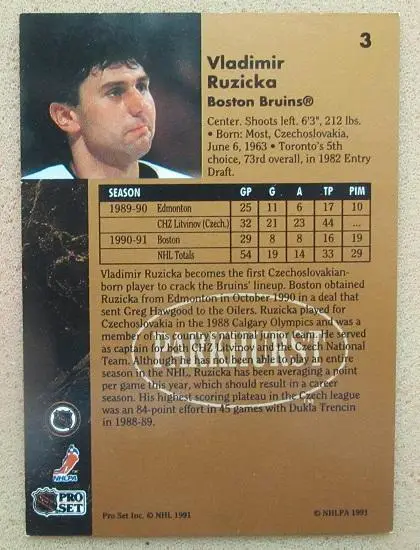 3
Vladimir
Ruzicka
Boston Bruins®
Center. Shoots left. 6'3", 212 lbs.
• Born: Most, Czechoslovakia,
June 6, 1963 • Toronto's 5th
choice, 73rd overall, in 1982 Entry
Draft.
SEASON GP G A TP PIM
1989-90 Edmonton 25 11 6 17 10
CHZ Litvinov (Czech.) 32 21 23 44 ...
1990-91 Boston 29 8 8 16 19
NHL Totals 54 19 14 33 29
Vladimir Ruzicka becomes the first Czechoslovakian-
born player to crack the Bruins' lineup. Boston obtained
Ruzicka from Edmonton in October 1990 in a deal that
sent Greg Hawgood to the Oilers. Ruzicka played for
Czechoslovakia in the 1988 Calgary Olympics and was a
member of his country's national junior team. He served
as captain for CHZ Litvinov and the Czech National
Team. Although he has not been able to play an entire
season in the NHL, Ruzicka has been averaging a point
per game this year, which should result in a career
season. His highest scoring plateau in the Czech league
was an 84-point effort in 45 games with Dukla Trencin
in 1988-89.
PARKHURST
®
NHLPA
NHL
PRO
SET
Pro Set Inc. © NHL 1991
© NHLPA 1991